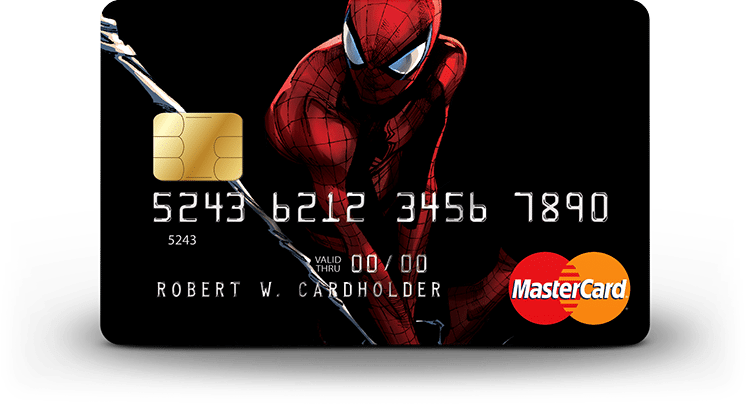 5243 6212 3456 7890
5243
VALID THRU 00/00
ROBERT W. CARDHOLDER
MasterCard